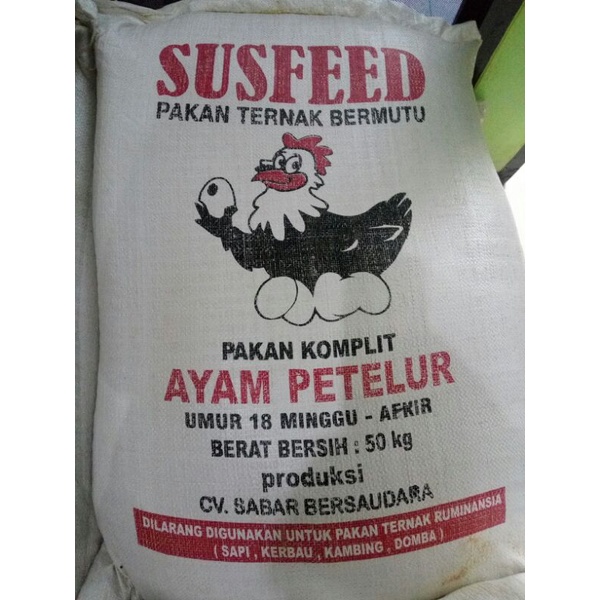 SUSFEED
PAKAN TERNAK BERMUTU
PAKAN KOMPLIT
AYAM PETELUR
UMUR 18 MINGGU - AFKIR
BERAT BERSIH : 50 kg
produksi
CV. SABAR BERSAUDARA
DILARANG DIGUNAKAN UNTUK PAKAN TERNAK RUMINANSIA
( SAPI , KERBAU , KAMBING , DOMBA )